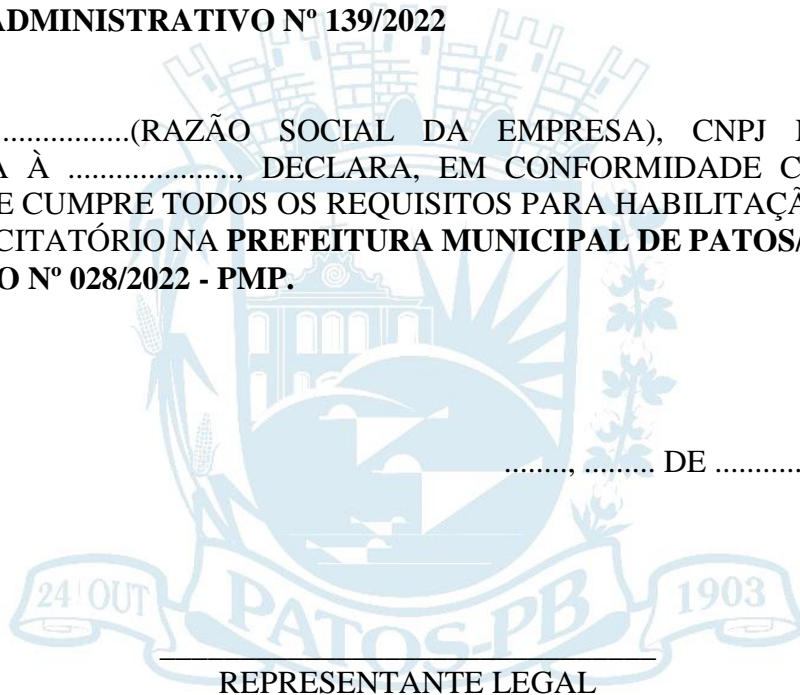 ADMINISTRATIVO Nº 139/2022
................(RAZÃO SOCIAL DA EMPRESA), CNPJ
À ...................., DECLARA, EM CONFORMIDADE
E CUMPRE TODOS OS REQUISITOS PARA HABILITAÇÃ
CITATÓRIO NA PREFEITURA MUNICIPAL DE PATOS/
O Nº 028/2022 - PMP.
........, ......... DE ...........
24 OUT
PATOS-PB
1903
REPRESENTANTE LEGAL